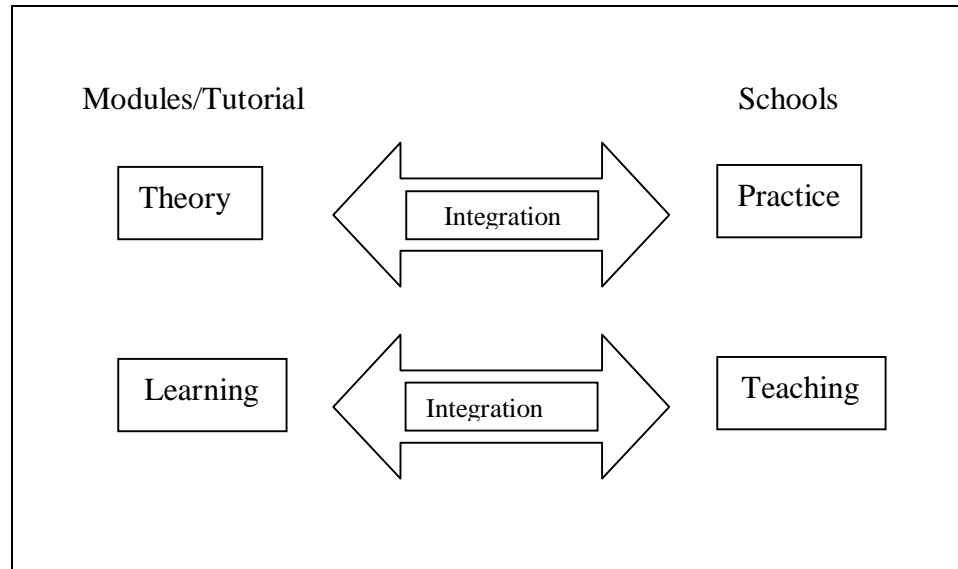 Modules/Tutorial Schools
Theory Integration Practice
Learning Integration Teaching